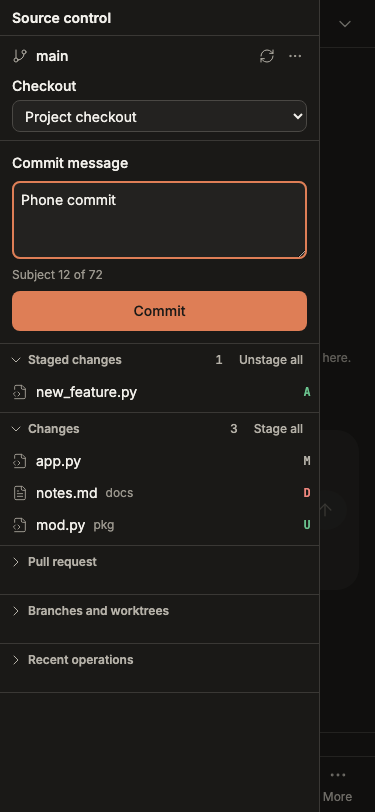 Source control
main
Checkout
Project checkout
Commit message
Phone commit
Subject 12 of 72
Commit
Staged changes 1 Unstage all
new_feature.py A
here.
Changes 3 Stage all
app.py M
notes.md docs D
mod.py pkg U
Pull request
Branches and worktrees
Recent operations
More